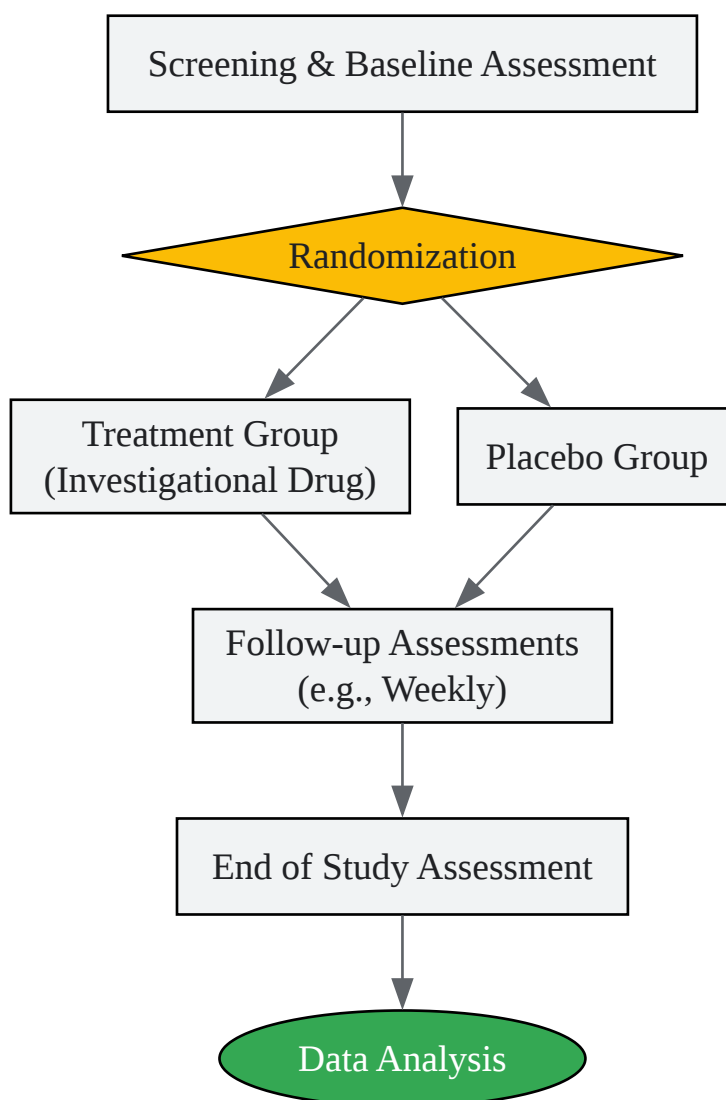 Screening & Baseline Assessment
Randomization
Treatment Group
(Investigational Drug)
Placebo Group
Follow-up Assessments
(e.g., Weekly)
End of Study Assessment
Data Analysis